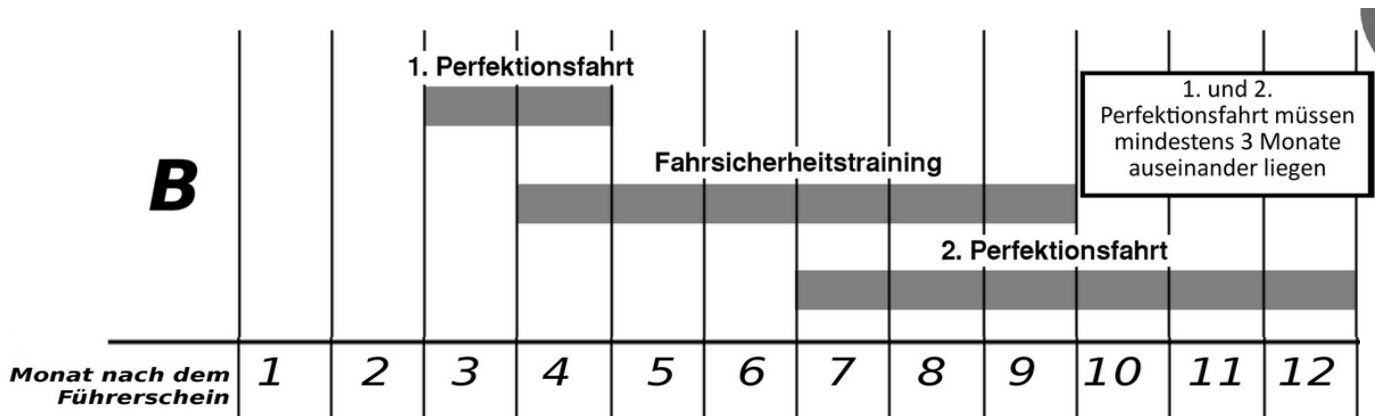 1. Perfektionsfahrt
1. und 2.
Perfektionsfahrt müssen
mindestens 3 Monate
auseinander liegen
Fahrsicherheitstraining
B
2. Perfektionsfahrt
Monat nach dem
Führerschein
1 2 3 4 5 6 7 8 9 10 11 12